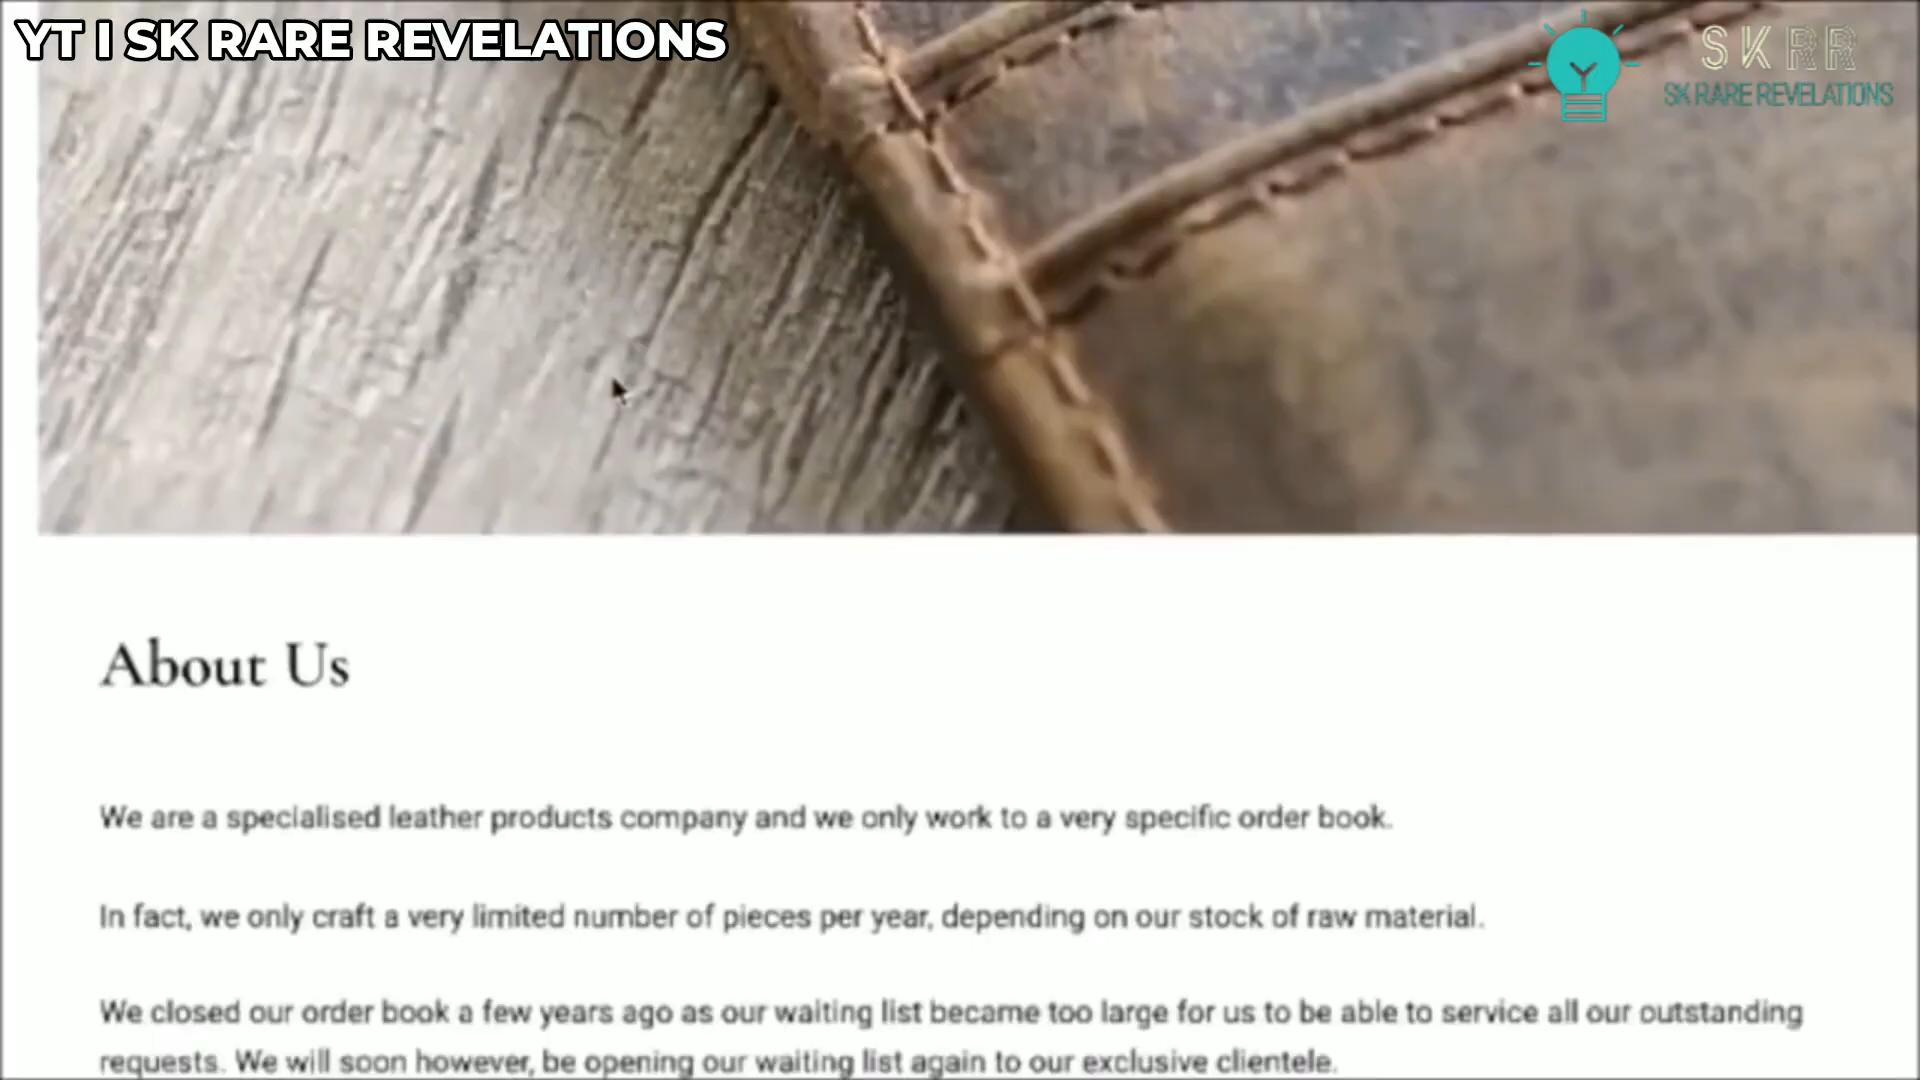 YT I SK RARE REVELATIONS
SKRR
SK RARE REVELATIONS
About Us
We are a specialised leather products company and we only work to a very specific order book.
In fact, we only craft a very limited number of pieces per year, depending on our stock of raw material.
We closed our order book a few years ago as our waiting list became too large for us to be able to service all our outstanding
requests. We will soon however, be opening our waiting list again to our exclusive clientele.